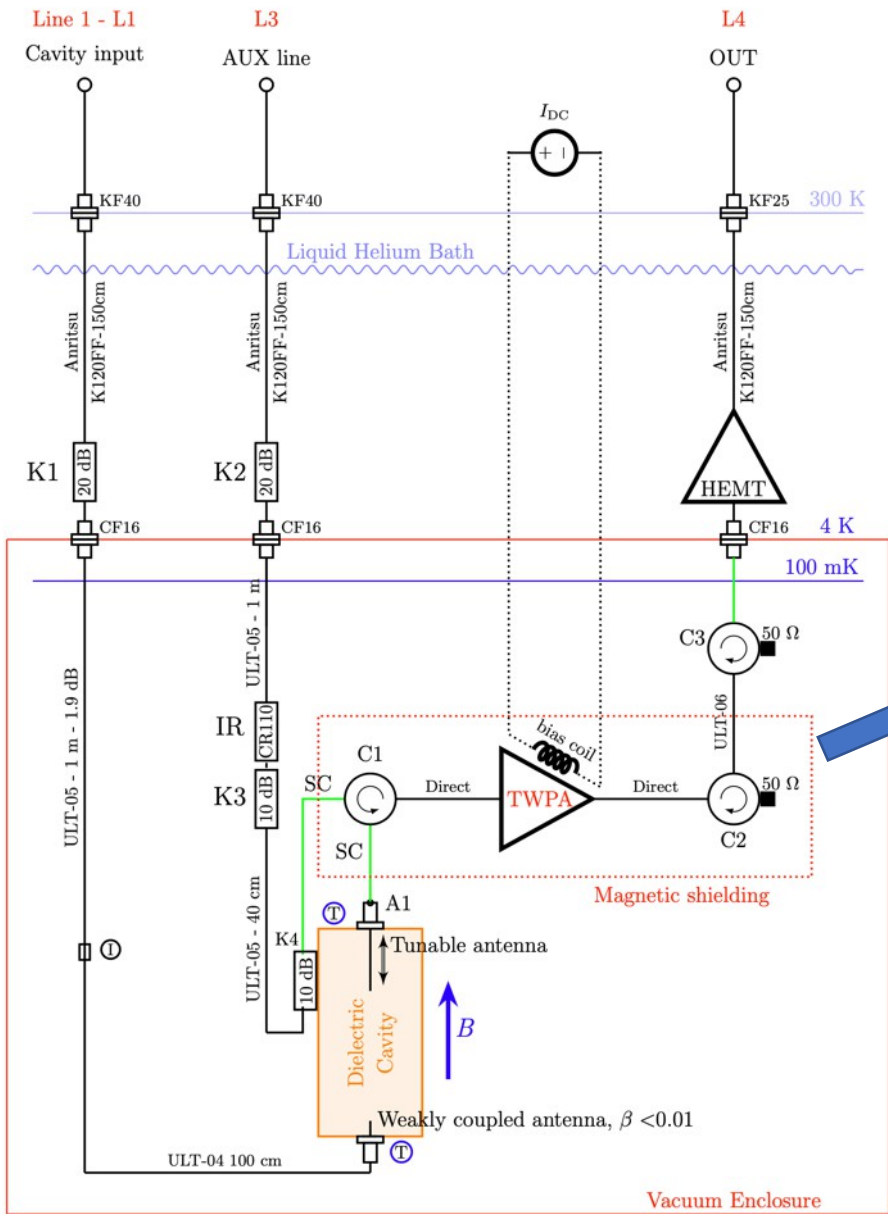 Line 1 - L1
L3
L4
Cavity input
AUX line
OUT
I_DC
+ −
KF40
KF40
KF25
300 K
Liquid Helium Bath
Anritsu
K120FF-150cm
Anritsu
K120FF-150cm
Anritsu
K120FF-150cm
K1
20 dB
K2
20 dB
HEMT
CF16
CF16
CF16
4 K
100 mK
ULT-05 - 1 m - 1.9 dB
ULT-05 - 1 m
C3
50 Ω
IR
CR110
bias coil
ULT-06
K3
10 dB
SC
C1
Direct
TWPA
Direct
50 Ω
C2
SC
Magnetic shielding
ULT-05 - 40 cm
K4
10 dB
T
A1
Tunable antenna
I
Dielectric
Cavity
B
Weakly coupled antenna, β <0.01
T
ULT-04 100 cm
Vacuum Enclosure